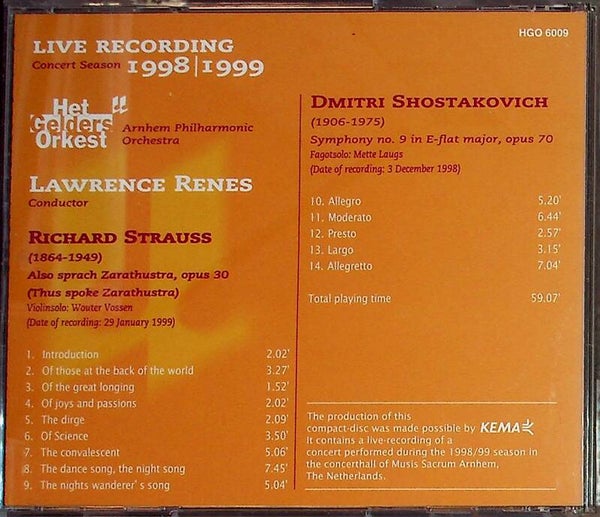 HGO 6009
LIVE RECORDING
Concert Season 1998|1999
Het
Gelders
Orkest
Arnhem Philharmonic
Orchestra
LAWRENCE RENES
Conductor
RICHARD STRAUSS
(1864-1949)
Also sprach Zarathustra, opus 30
(Thus spoke Zarathustra)
Violinsolo: Wouter Vossen
(Date of recording: 29 January 1999)
1. Introduction 2.02'
2. Of those at the back of the world 3.27'
3. Of the great longing 1.52'
4. Of joys and passions 2.02'
5. The dirge 2.09'
6. Of Science 3.50'
7. The convalescent 5.06'
8. The dance song, the night song 7.45'
9. The nights wanderer's song 5.04'
DMITRI SHOSTAKOVICH
(1906-1975)
Symphony no. 9 in E-flat major, opus 70
Fagotsolo: Mette Laugs
(Date of recording: 3 December 1998)
10. Allegro 5.20'
11. Moderato 6.44'
12. Presto 2.57'
13. Largo 3.15'
14. Allegretto 7.04'
Total playing time 59.07'
The production of this
compact-disc was made possible by KEMA
It contains a live-recording of a
concert performed during the 1998/99 season in
the concerthall of Musis Sacrum Arnhem,
The Netherlands.